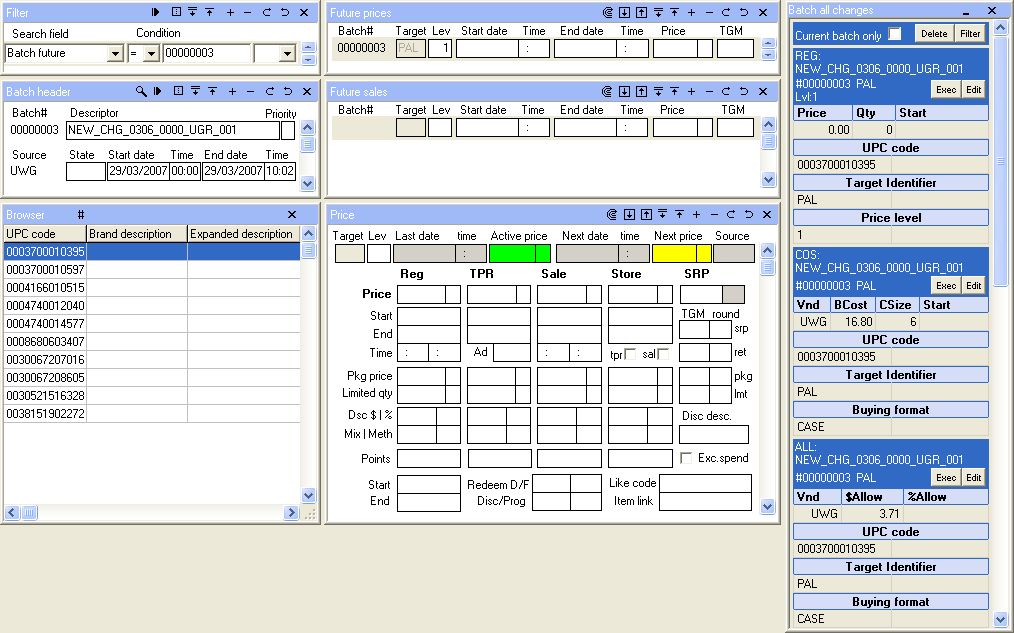 Filter
Search field Condition
Batch future = 00000003
Batch header
Batch# Descriptor Priority
00000003 NEW_CHG_0306_0000_UGR_001
Source State Start date Time End date Time
UWG 29/03/2007 00:00 29/03/2007 10:02
Browser #
UPC code Brand description Expanded description
0003700010395
0003700010597
0004166010515
0004740012040
0004740014577
0008680603407
0030067207016
0030067208605
0030521516328
0038151902272
Future prices
Batch# Target Lev Start date Time End date Time Price TGM
00000003 PAL 1 : :
Future sales
Batch# Target Lev Start date Time End date Time Price TGM
: :
Price
Target Lev Last date time Active price Next date time Next price Source
: :
Reg TPR Sale Store SRP
Price
Start TGM round
End srp
Time : : Ad : : tpr sal ret
Pkg price pkg
Limited qty lmt
Dsc $ | % Disc desc.
Mix | Meth
Points Exc.spend
Start Redeem D/F Like code
End Disc/Prog Item link
Batch all changes
Current batch only Delete Filter
REG:
NEW_CHG_0306_0000_UGR_001
#00000003 PAL Exec Edit
Lvl:1
Price Qty Start
0.00 0
UPC code
0003700010395
Target Identifier
PAL
Price level
1
COS:
NEW_CHG_0306_0000_UGR_001
#00000003 PAL Exec Edit
Vnd BCost CSize Start
UWG 16.80 6
UPC code
0003700010395
Target Identifier
PAL
Buying format
CASE
ALL:
NEW_CHG_0306_0000_UGR_001
#00000003 PAL Exec Edit
Vnd $Allow %Allow
UWG 3.71
UPC code
0003700010395
Target Identifier
PAL
Buying format
CASE